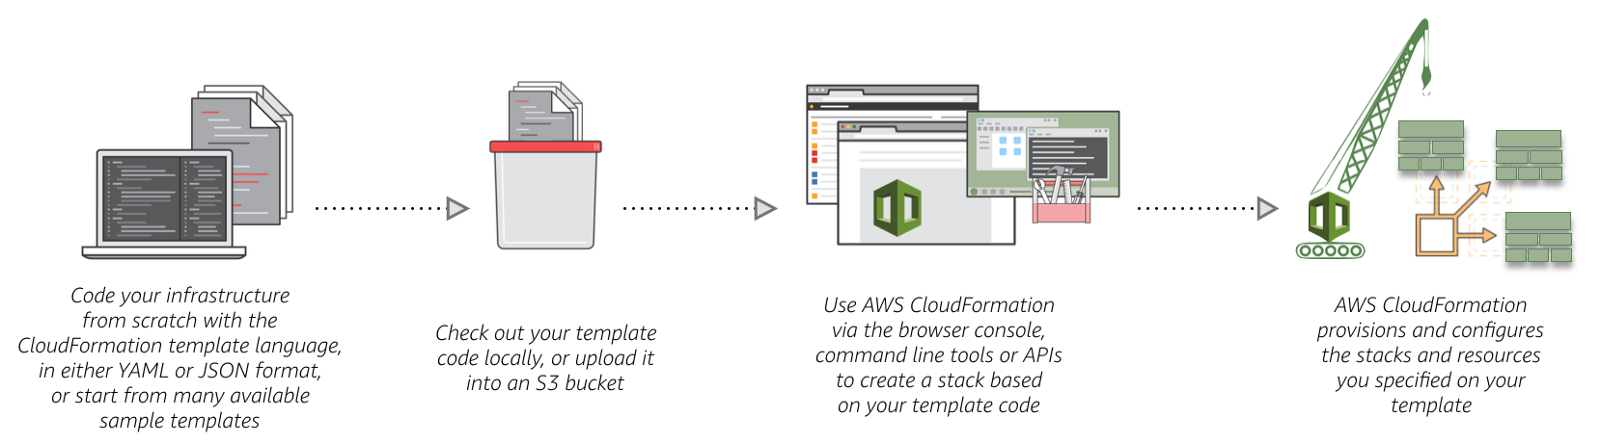 Code your infrastructure
from scratch with the
CloudFormation template language,
in either YAML or JSON format,
or start from many available
sample templates
Check out your template
code locally, or upload it
into an S3 bucket
Use AWS CloudFormation
via the browser console,
command line tools or APIs
to create a stack based
on your template code
AWS CloudFormation
provisions and configures
the stacks and resources
you specified on your
template